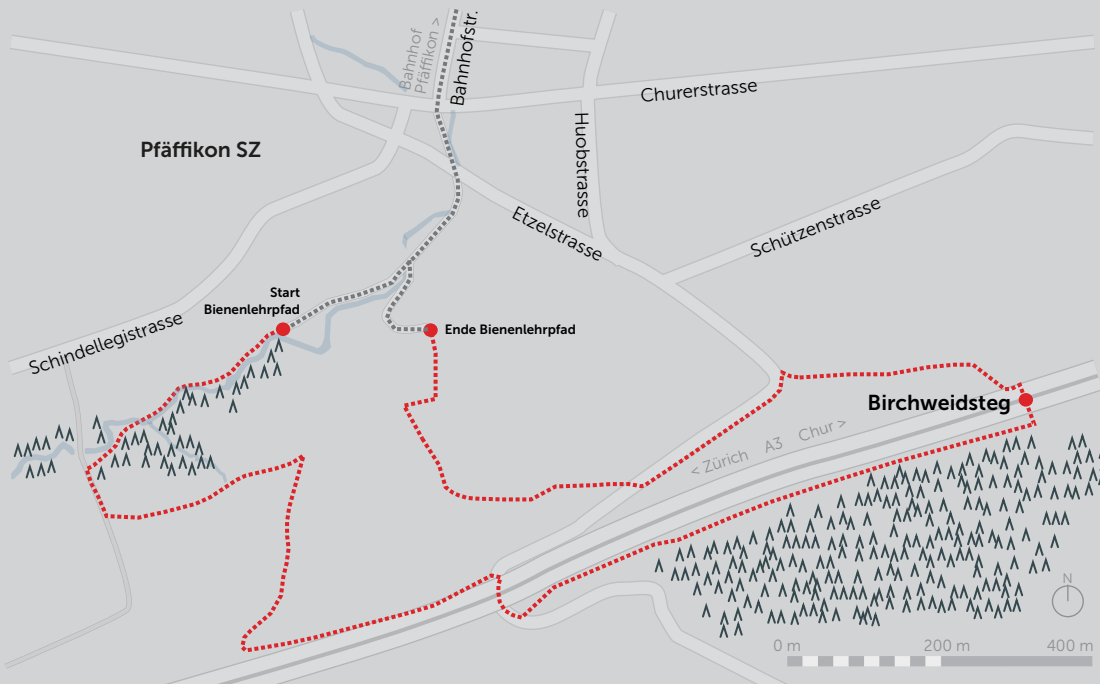 Bahnhof
Pfäffikon >
Bahnhofstr.
Churerstrasse
Pfäffikon SZ
Huobstrasse
Etzelstrasse
Schützenstrasse
Start
Bienenlehrpfad
Ende Bienenlehrpfad
Schindellegistrasse
Birchweidsteg
< Zürich A3 Chur >
N
0 m 200 m 400 m